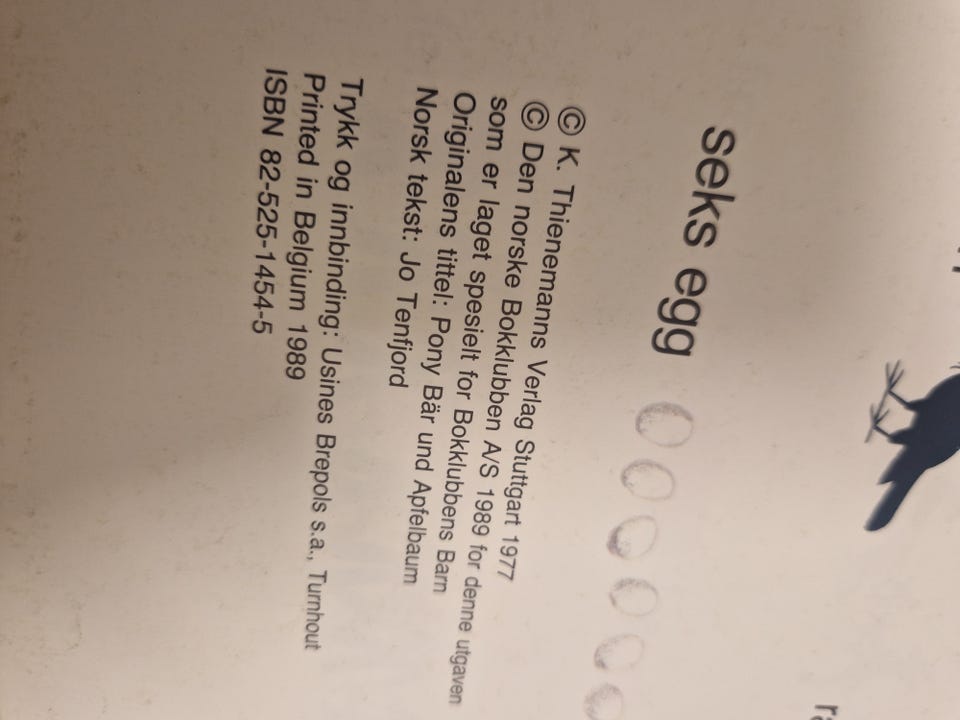 seks egg
© K. Thienemanns Verlag Stuttgart 1977
© Den norske Bokklubben A/S 1989 for denne utgaven
som er laget spesielt for Bokklubbens Barn
Originalens tittel: Pony Bär und Apfelbaum
Norsk tekst: Jo Tenfjord
Trykk og innbinding: Usines Brepols s.a., Turnhout
Printed in Belgium 1989
ISBN 82-525-1454-5